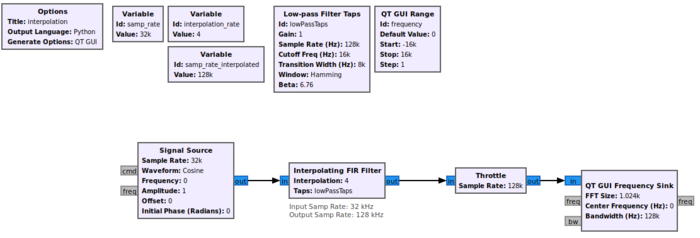 Options
Title: interpolation
Output Language: Python
Generate Options: QT GUI
Variable
Id: samp_rate
Value: 32k
Variable
Id: interpolation_rate
Value: 4
Variable
Id: samp_rate_interpolated
Value: 128k
Low-pass Filter Taps
Id: lowPassTaps
Gain: 1
Sample Rate (Hz): 128k
Cutoff Freq (Hz): 16k
Transition Width (Hz): 8k
Window: Hamming
Beta: 6.76
QT GUI Range
Id: frequency
Default Value: 0
Start: -16k
Stop: 16k
Step: 1
cmd
freq
Signal Source
Sample Rate: 32k
Waveform: Cosine
Frequency: 0
Amplitude: 1
Offset: 0
Initial Phase (Radians): 0
out
in
Interpolating FIR Filter
Interpolation: 4
Taps: lowPassTaps
out
Input Samp Rate: 32 kHz
Output Samp Rate: 128 kHz
in
Throttle
Sample Rate: 128k
out
in
freq
bw
QT GUI Frequency Sink
FFT Size: 1.024k
Center Frequency (Hz): 0
Bandwidth (Hz): 128k
freq